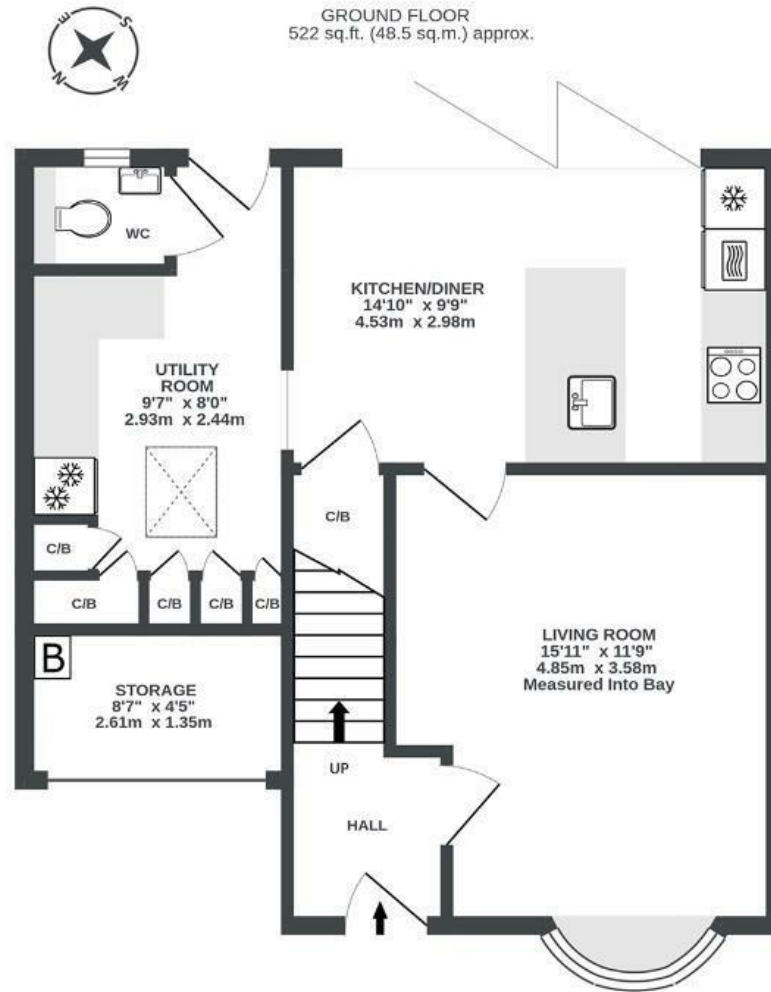 GROUND FLOOR
522 sq.ft. (48.5 sq.m.) approx.
E
S
N
W
WC
KITCHEN/DINER
14'10" x 9'9"
4.53m x 2.98m
UTILITY
ROOM
9'7" x 8'0"
2.93m x 2.44m
C/B
C/B
C/B
C/B
C/B
C/B
B
STORAGE
8'7" x 4'5"
2.61m x 1.35m
LIVING ROOM
15'11" x 11'9"
4.85m x 3.58m
Measured Into Bay
UP
HALL